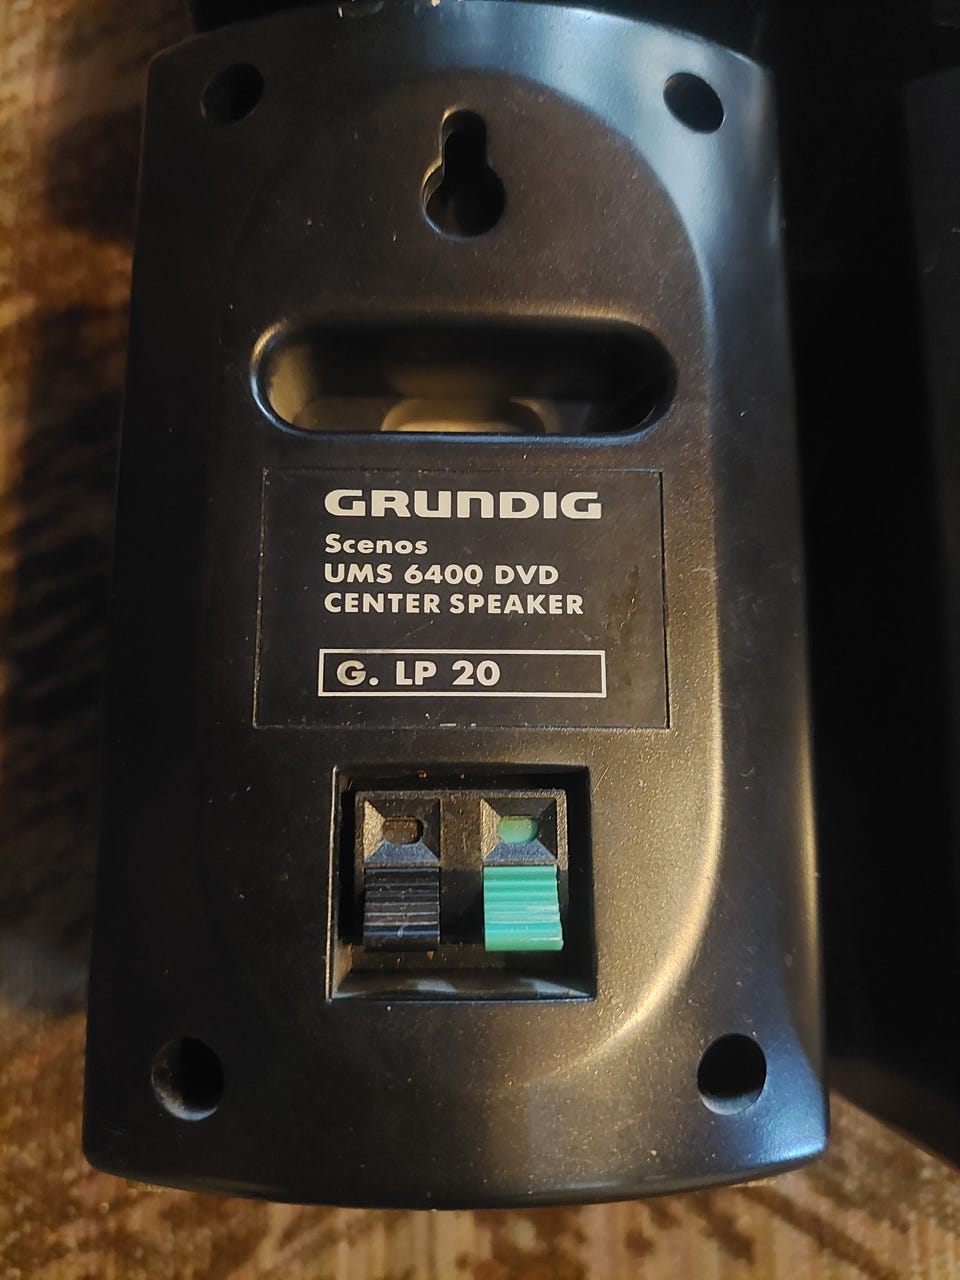 GRUNDIG
Scenos
UMS 6400 DVD
CENTER SPEAKER
G. LP 20